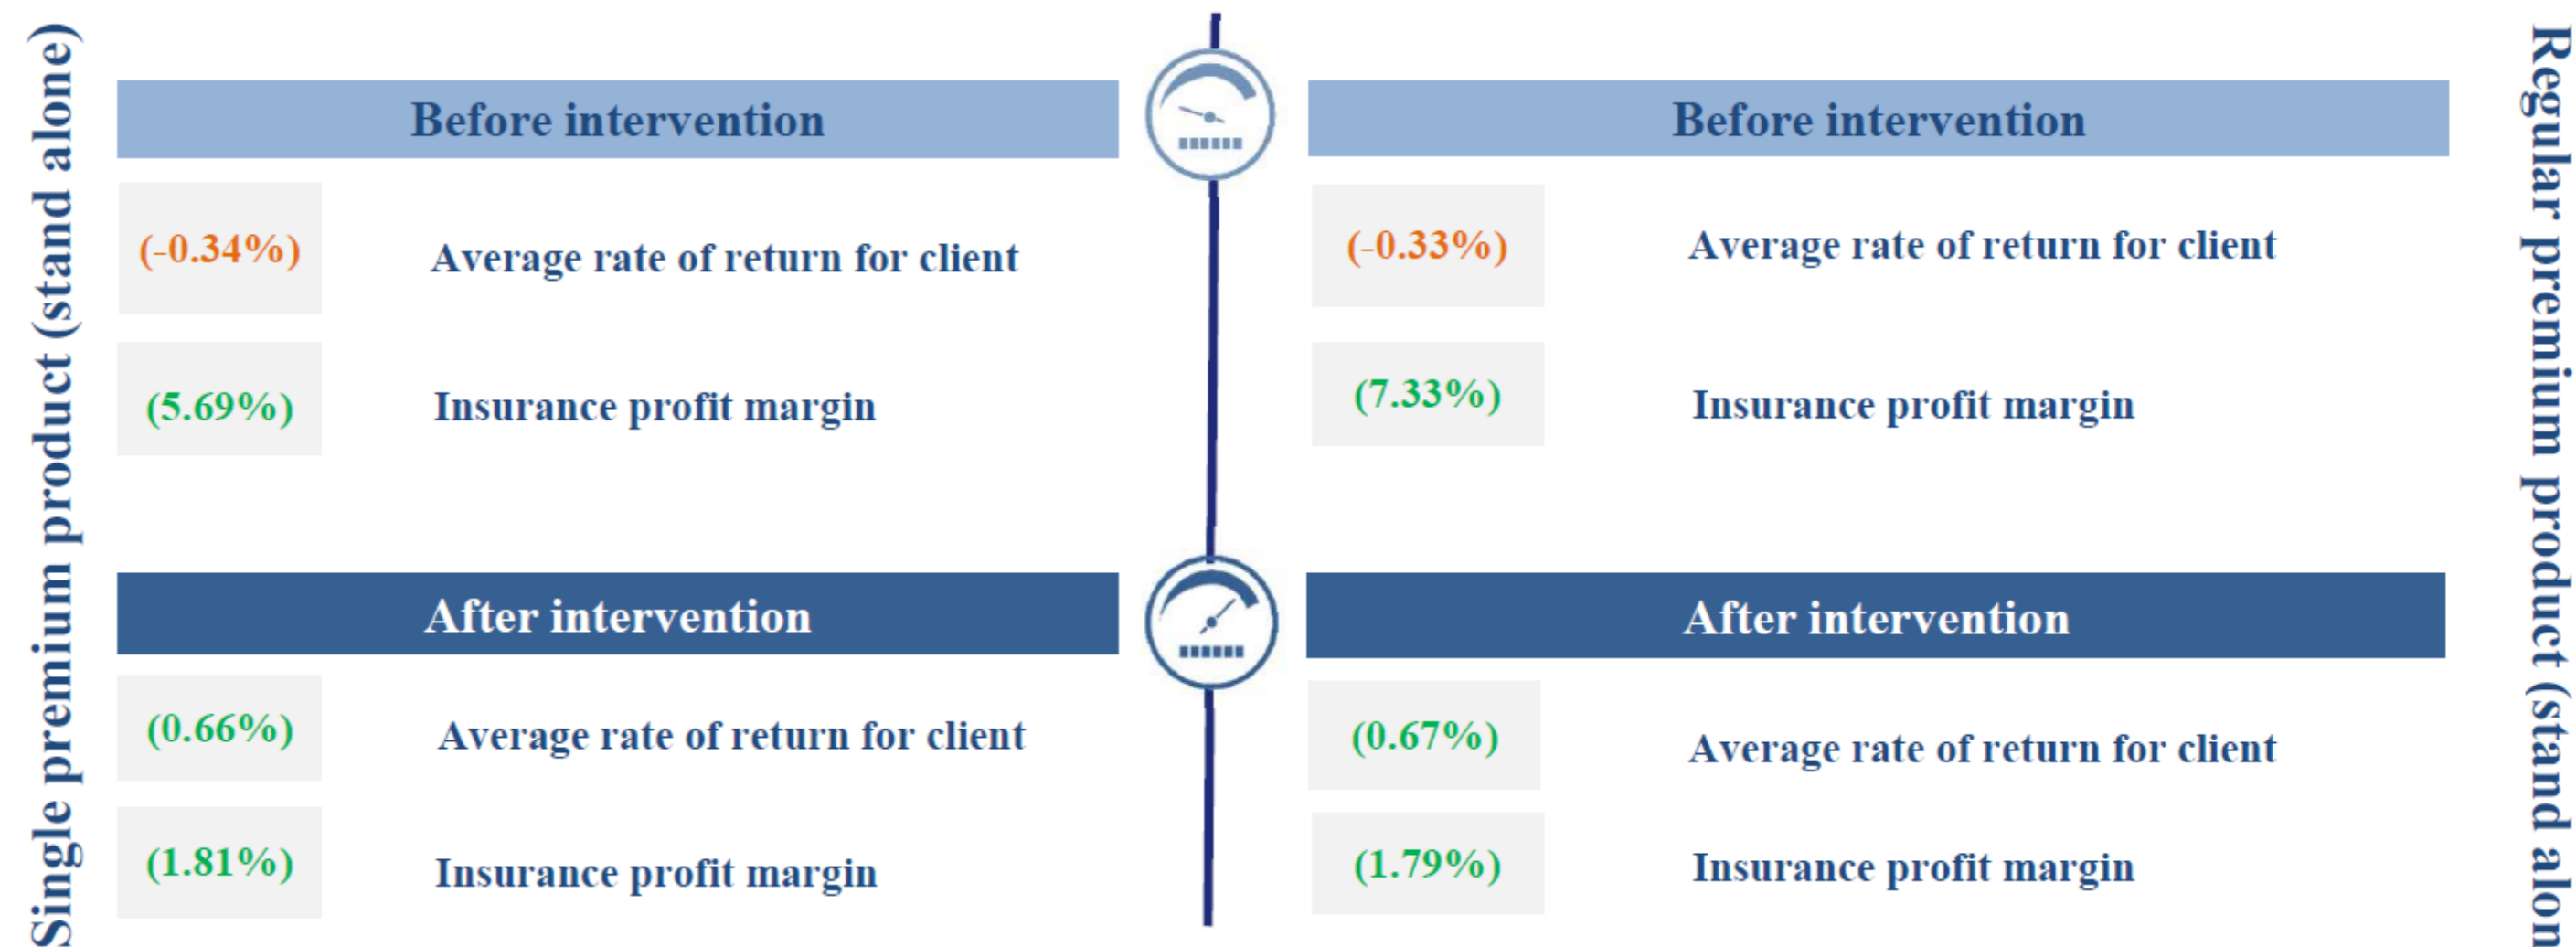 Single premium product (stand alone)
Before intervention
(-0.34%)
Average rate of return for client
(5.69%)
Insurance profit margin
After intervention
(0.66%)
Average rate of return for client
(1.81%)
Insurance profit margin
Before intervention
(-0.33%)
Average rate of return for client
(7.33%)
Insurance profit margin
After intervention
(0.67%)
Average rate of return for client
(1.79%)
Insurance profit margin
Regular premium product (stand alon